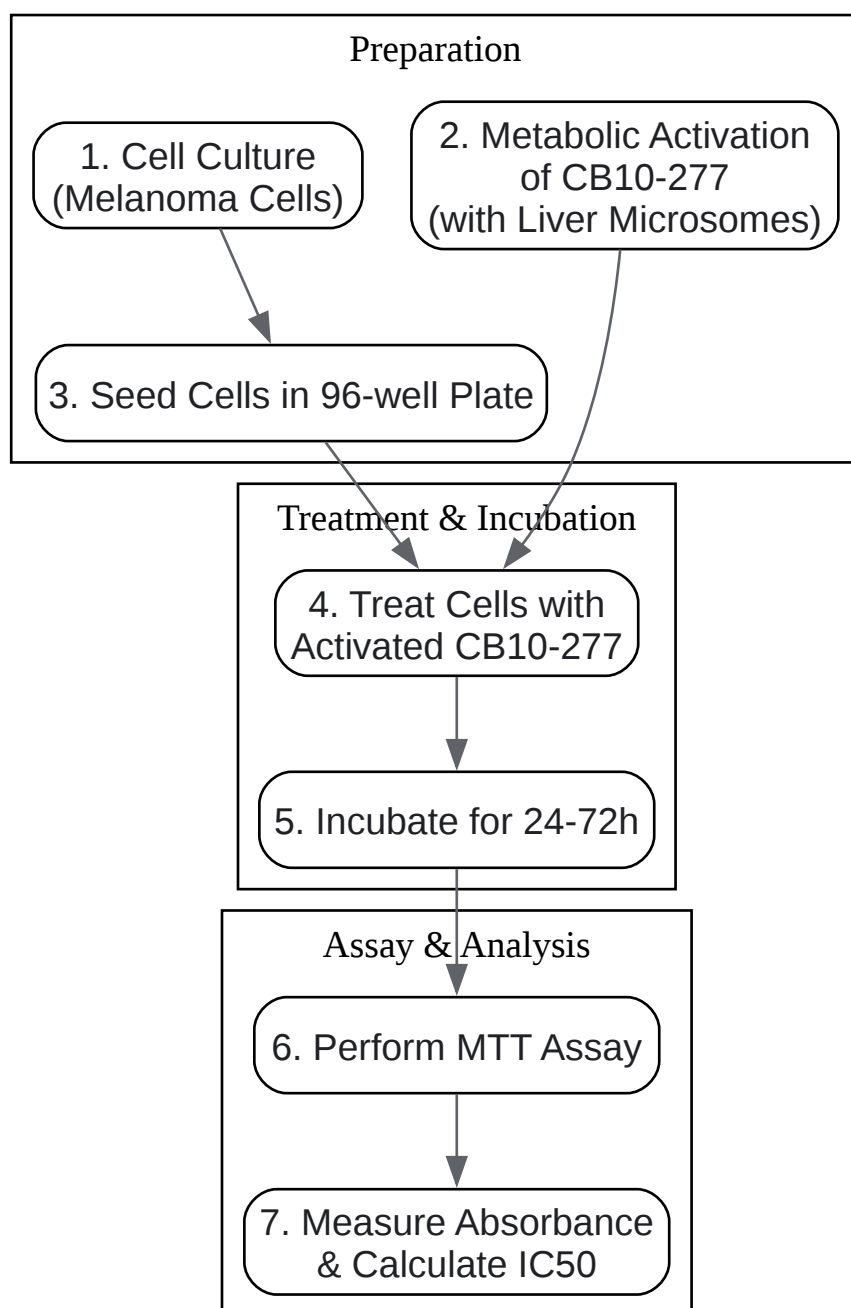 Preparation
1. Cell Culture
(Melanoma Cells)
2. Metabolic Activation
of CB10-277
(with Liver Microsomes)
3. Seed Cells in 96-well Plate
Treatment & Incubation
4. Treat Cells with
Activated CB10-277
5. Incubate for 24-72h
Assay & Analysis
6. Perform MTT Assay
7. Measure Absorbance
& Calculate IC50